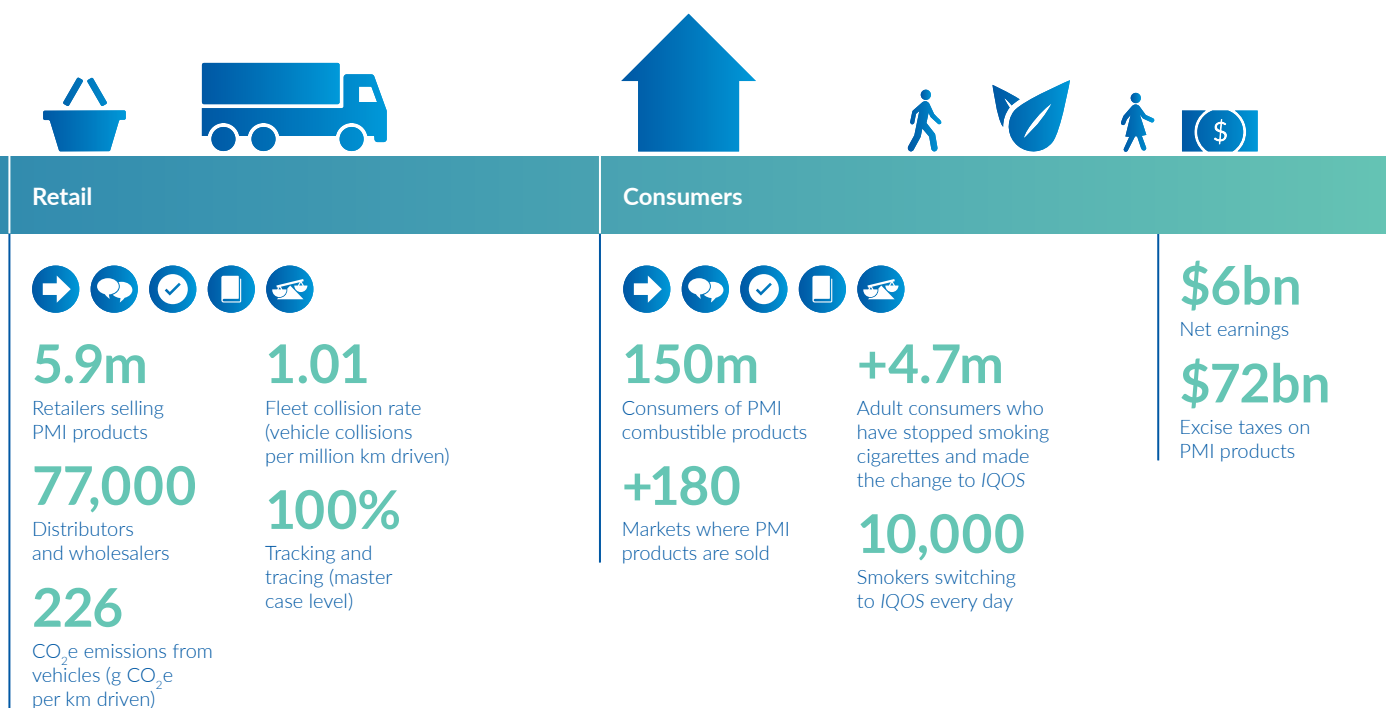 $
Retail
Consumers
5.9m
Retailers selling
PMI products
77,000
Distributors
and wholesalers
226
CO2e emissions from
vehicles (g CO2e
per km driven)
1.01
Fleet collision rate
(vehicle collisions
per million km driven)
100%
Tracking and
tracing (master
case level)
150m
Consumers of PMI
combustible products
+180
Markets where PMI
products are sold
+4.7m
Adult consumers who
have stopped smoking
cigarettes and made
the change to IQOS
10,000
Smokers switching
to IQOS every day
$6bn
Net earnings
$72bn
Excise taxes on
PMI products